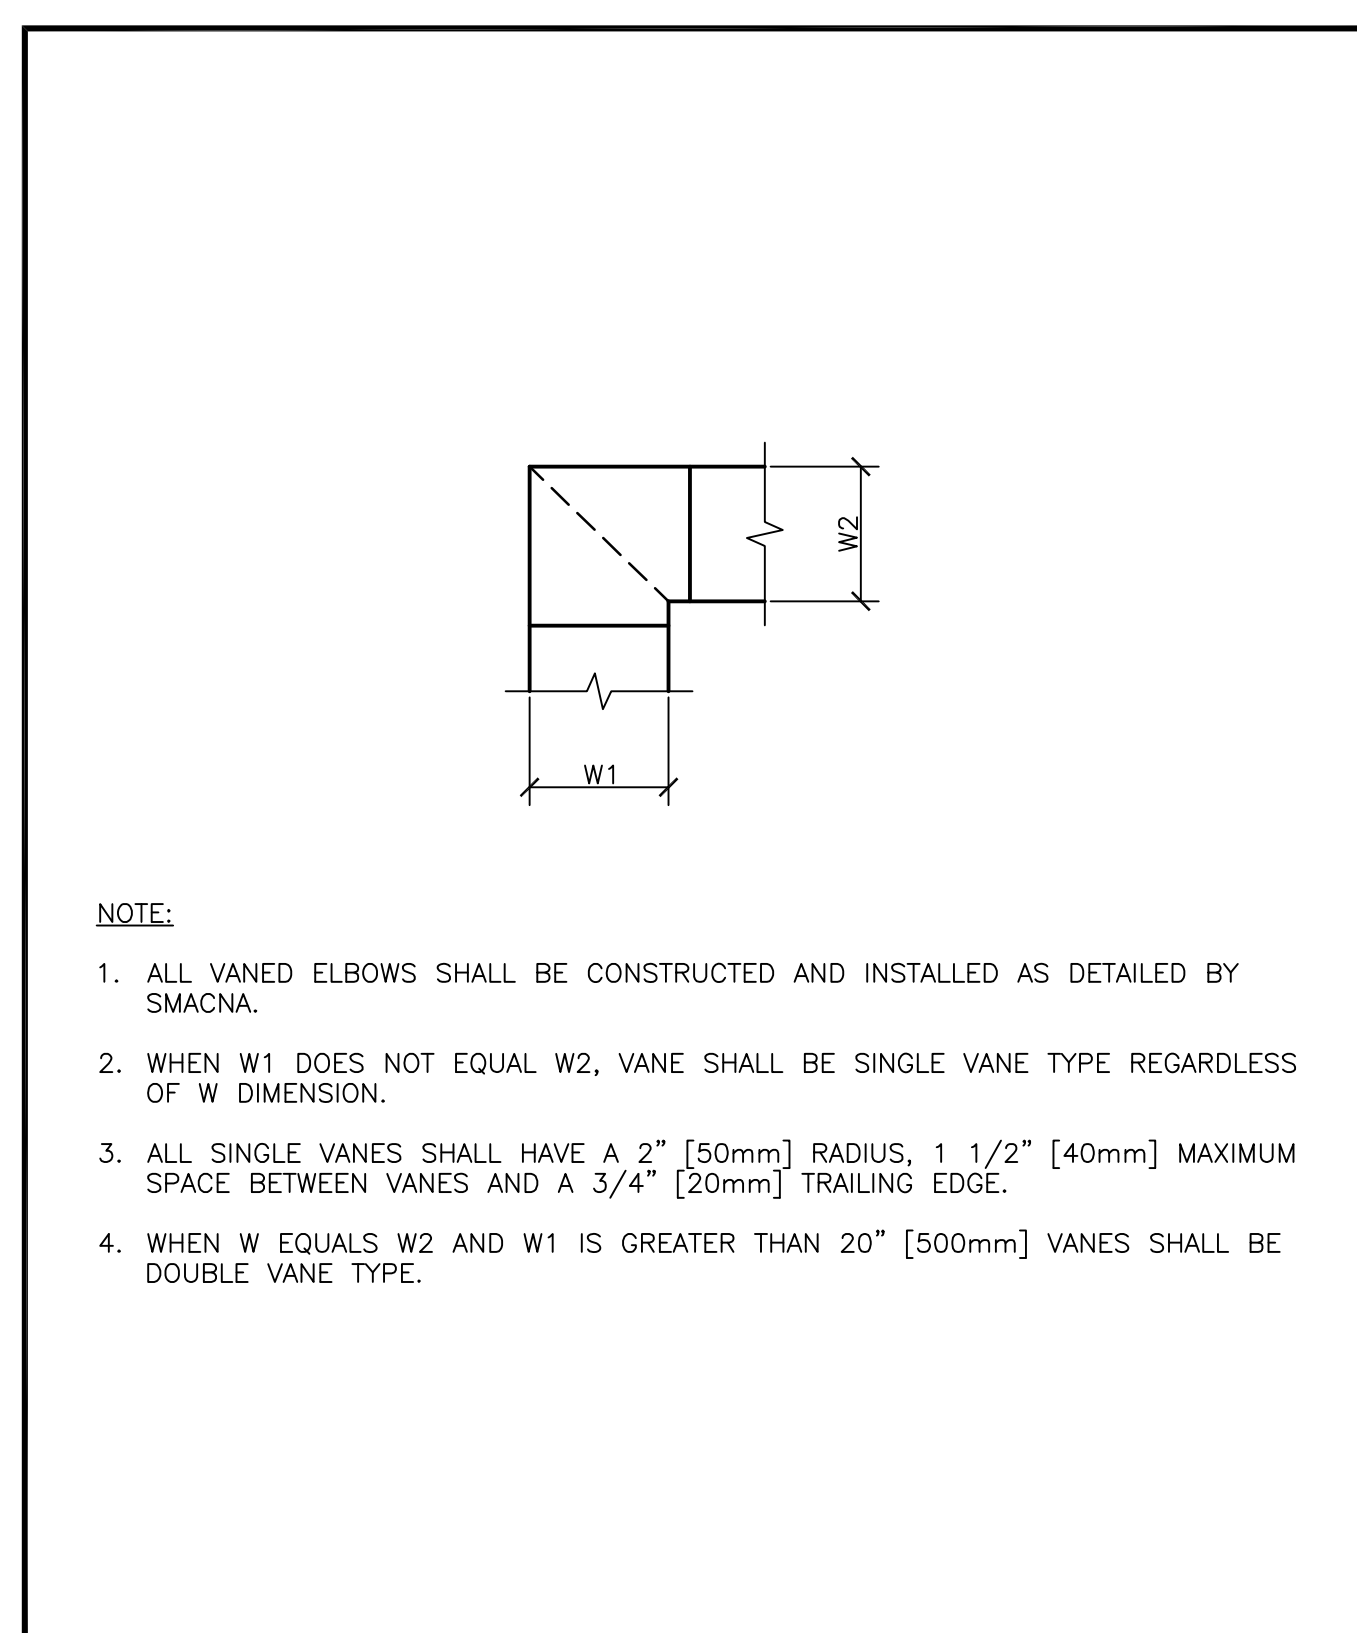 W2
W1
NOTE:
1. ALL VANED ELBOWS SHALL BE CONSTRUCTED AND INSTALLED AS DETAILED BY
SMACNA.
2. WHEN W1 DOES NOT EQUAL W2, VANE SHALL BE SINGLE VANE TYPE REGARDLESS
OF W DIMENSION.
3. ALL SINGLE VANES SHALL HAVE A 2” [50mm] RADIUS, 1 1/2” [40mm] MAXIMUM
SPACE BETWEEN VANES AND A 3/4” [20mm] TRAILING EDGE.
4. WHEN W EQUALS W2 AND W1 IS GREATER THAN 20” [500mm] VANES SHALL BE
DOUBLE VANE TYPE.